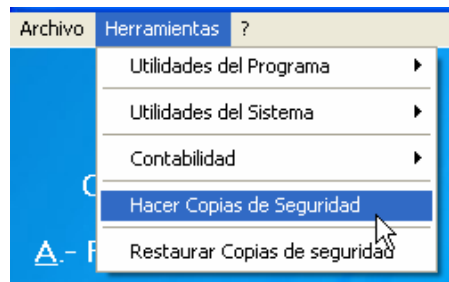 Archivo Herramientas ?
Utilidades del Programa
Utilidades del Sistema
Contabilidad
Hacer Copias de Seguridad
Restaurar Copias de seguridad
A.-